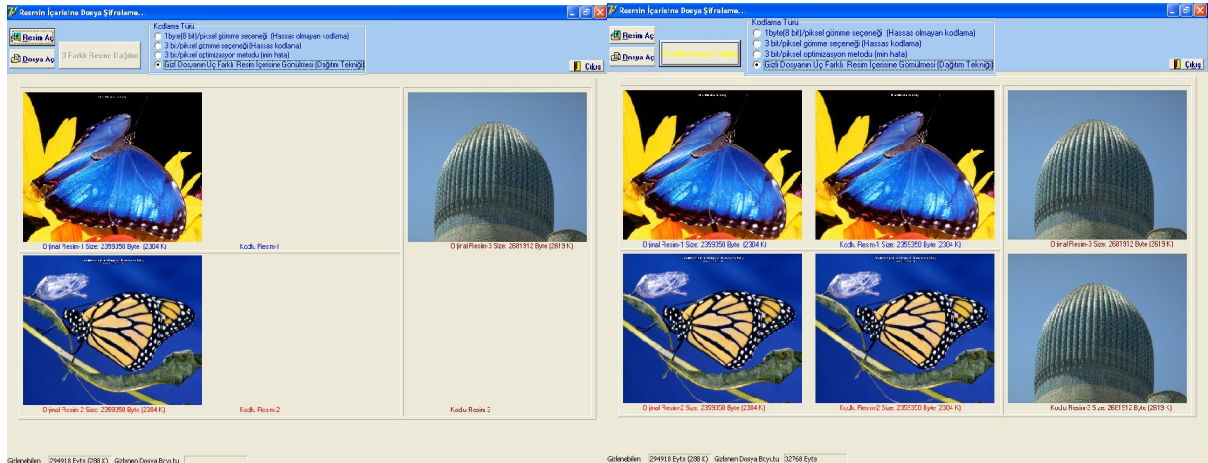 Resmin İçerisine Dosya Şifreleme...
Resim Aç
Dosya Aç
3 Farklı Resme Dağıtım
Kodlama Türü
1byte(8 bit)/piksel gömme seçeneği (Hassas olmayan kodlama)
3 bit/piksel gömme seçeneği(Hassas kodlama)
3 bit/piksel optimizasyon metodu (min hata)
Gizli Dosyanın Üç Farklı Resim İçerisine Gömülmesi (Dağıtım Tekniği)
Çıkış
Orjinal Resim-1 Size: 2359350 Byte (2304 K)
Kodlu Resim-1
Orjinal Resim-3 Size: 2681912 Byte (2619 K)
Orjinal Resim-2 Size: 2359350 Byte (2304 K)
Kodlu Resim-2
Kodlu Resim-3
Gizlenebilen 294918 Byte (288 K) Gizlenen Dosya Boyutu
Resmin İçerisine Dosya Şifreleme...
Resim Aç
Dosya Aç
Kodlama Türü
1byte(8 bit)/piksel gömme seçeneği (Hassas olmayan kodlama)
3 bit/piksel gömme seçeneği(Hassas kodlama)
3 bit/piksel optimizasyon metodu (min hata)
Gizli Dosyanın Üç Farklı Resim İçerisine Gömülmesi (Dağıtım Tekniği)
Çıkış
Orjinal Resim-1 Size: 2359350 Byte (2304 K)
Kodlu Resim-1 Size: 2359350 Byte (2304 K)
Orjinal Resim-3 Size: 2681912 Byte (2619 K)
Orjinal Resim-2 Size: 2359350 Byte (2304 K)
Kodlu Resim-2 Size: 2359350 Byte (2304 K)
Kodlu Resim-3 Size: 2681912 Byte (2619 K)
Gizlenebilen 294918 Byte (288 K) Gizlenen Dosya Boyutu 32768 Byte